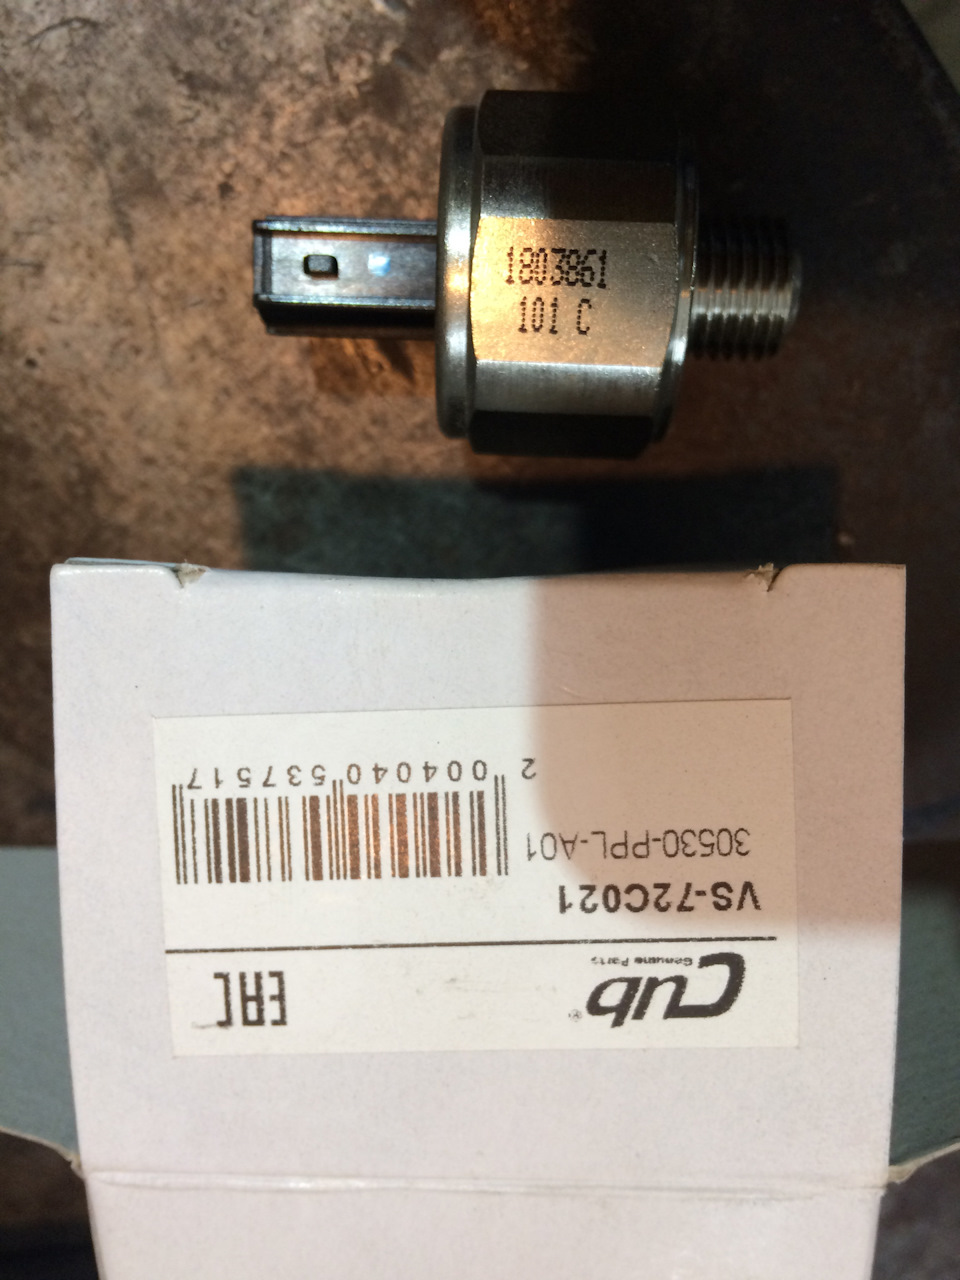 1803861
101 C
Cub®
Genuine Parts
EAC
VS-72C021
30530-PPL-A01
2 004040 537517